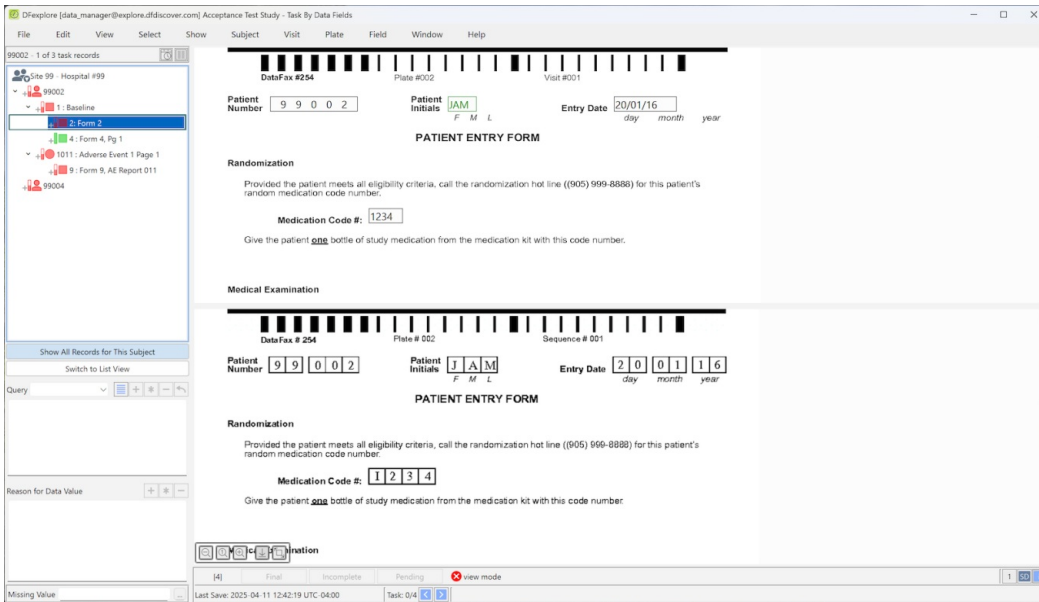 DFexplore [data_manager@explore.dfdiscover.com] Acceptance Test Study - Task By Data Fields
File Edit View Select Show Subject Visit Plate Field Window Help
99002 - 1 of 3 task records
Site 99 - Hospital #99
99002
1 : Baseline
2: Form 2
4 : Form 4, Pg 1
1011 : Adverse Event 1 Page 1
9 : Form 9, AE Report 011
99004
Show All Records for This Subject
Switch to List View
Query
Reason for Data Value
Missing Value
DataFax #254 Plate #002 Visit #001
Patient Number 9 9 0 0 2 Patient Initials JAM Entry Date 20/01/16
F M L day month year
PATIENT ENTRY FORM
Randomization
Provided the patient meets all eligibility criteria, call the randomization hot line ((905) 999-8888) for this patient's
random medication code number.
Medication Code #: 1234
Give the patient one bottle of study medication from the medication kit with this code number.
Medical Examination
DataFax # 254 Plate # 002 Sequence # 001
Patient Number 9 9 0 0 2 Patient Initials J A M Entry Date 2 0 0 1 1 6
F M L day month year
PATIENT ENTRY FORM
Randomization
Provided the patient meets all eligibility criteria, call the randomization hot line ((905) 999-8888) for this patient's
random medication code number.
Medication Code #: 1 2 3 4
Give the patient one bottle of study medication from the medication kit with this code number.
[4] Final Incomplete Pending view mode 1 SD
Last Save: 2025-04-11 12:42:19 UTC-04:00 Task: 0/4